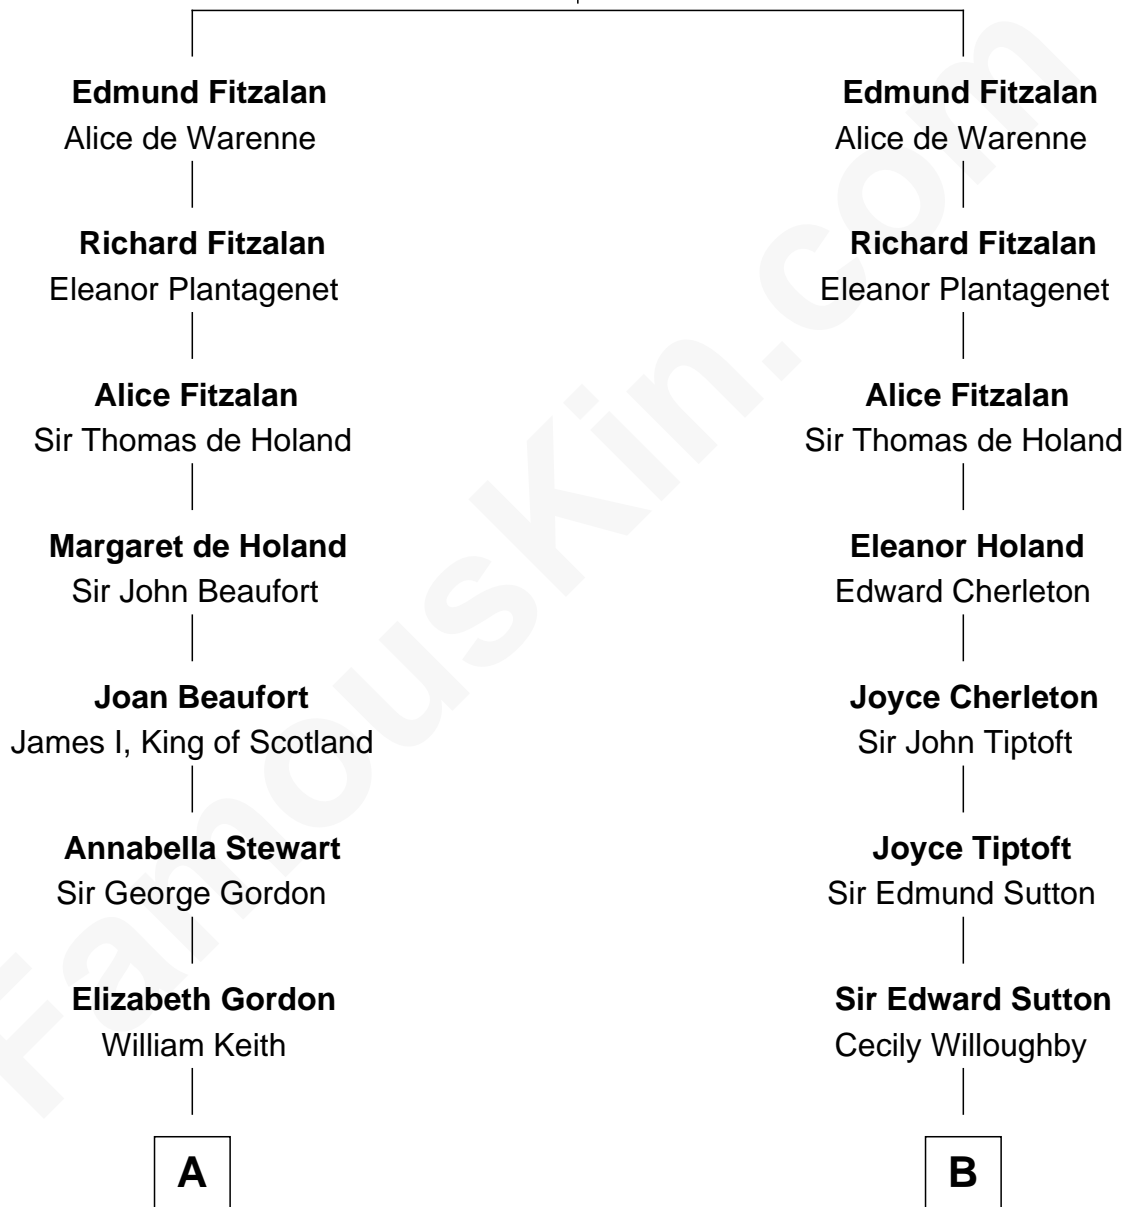 Edmund Fitzalan
Alice de Warenne
Richard Fitzalan
Eleanor Plantagenet
Alice Fitzalan
Sir Thomas de Holand
Margaret de Holand
Sir John Beaufort
Joan Beaufort
James I, King of Scotland
Annabella Stewart
Sir George Gordon
Elizabeth Gordon
William Keith
A
Edmund Fitzalan
Alice de Warenne
Richard Fitzalan
Eleanor Plantagenet
Alice Fitzalan
Sir Thomas de Holand
Eleanor Holand
Edward Cherleton
Joyce Cherleton
Sir John Tiptoft
Joyce Tiptoft
Sir Edmund Sutton
Sir Edward Sutton
Cecily Willoughby
B
FamousKin.com